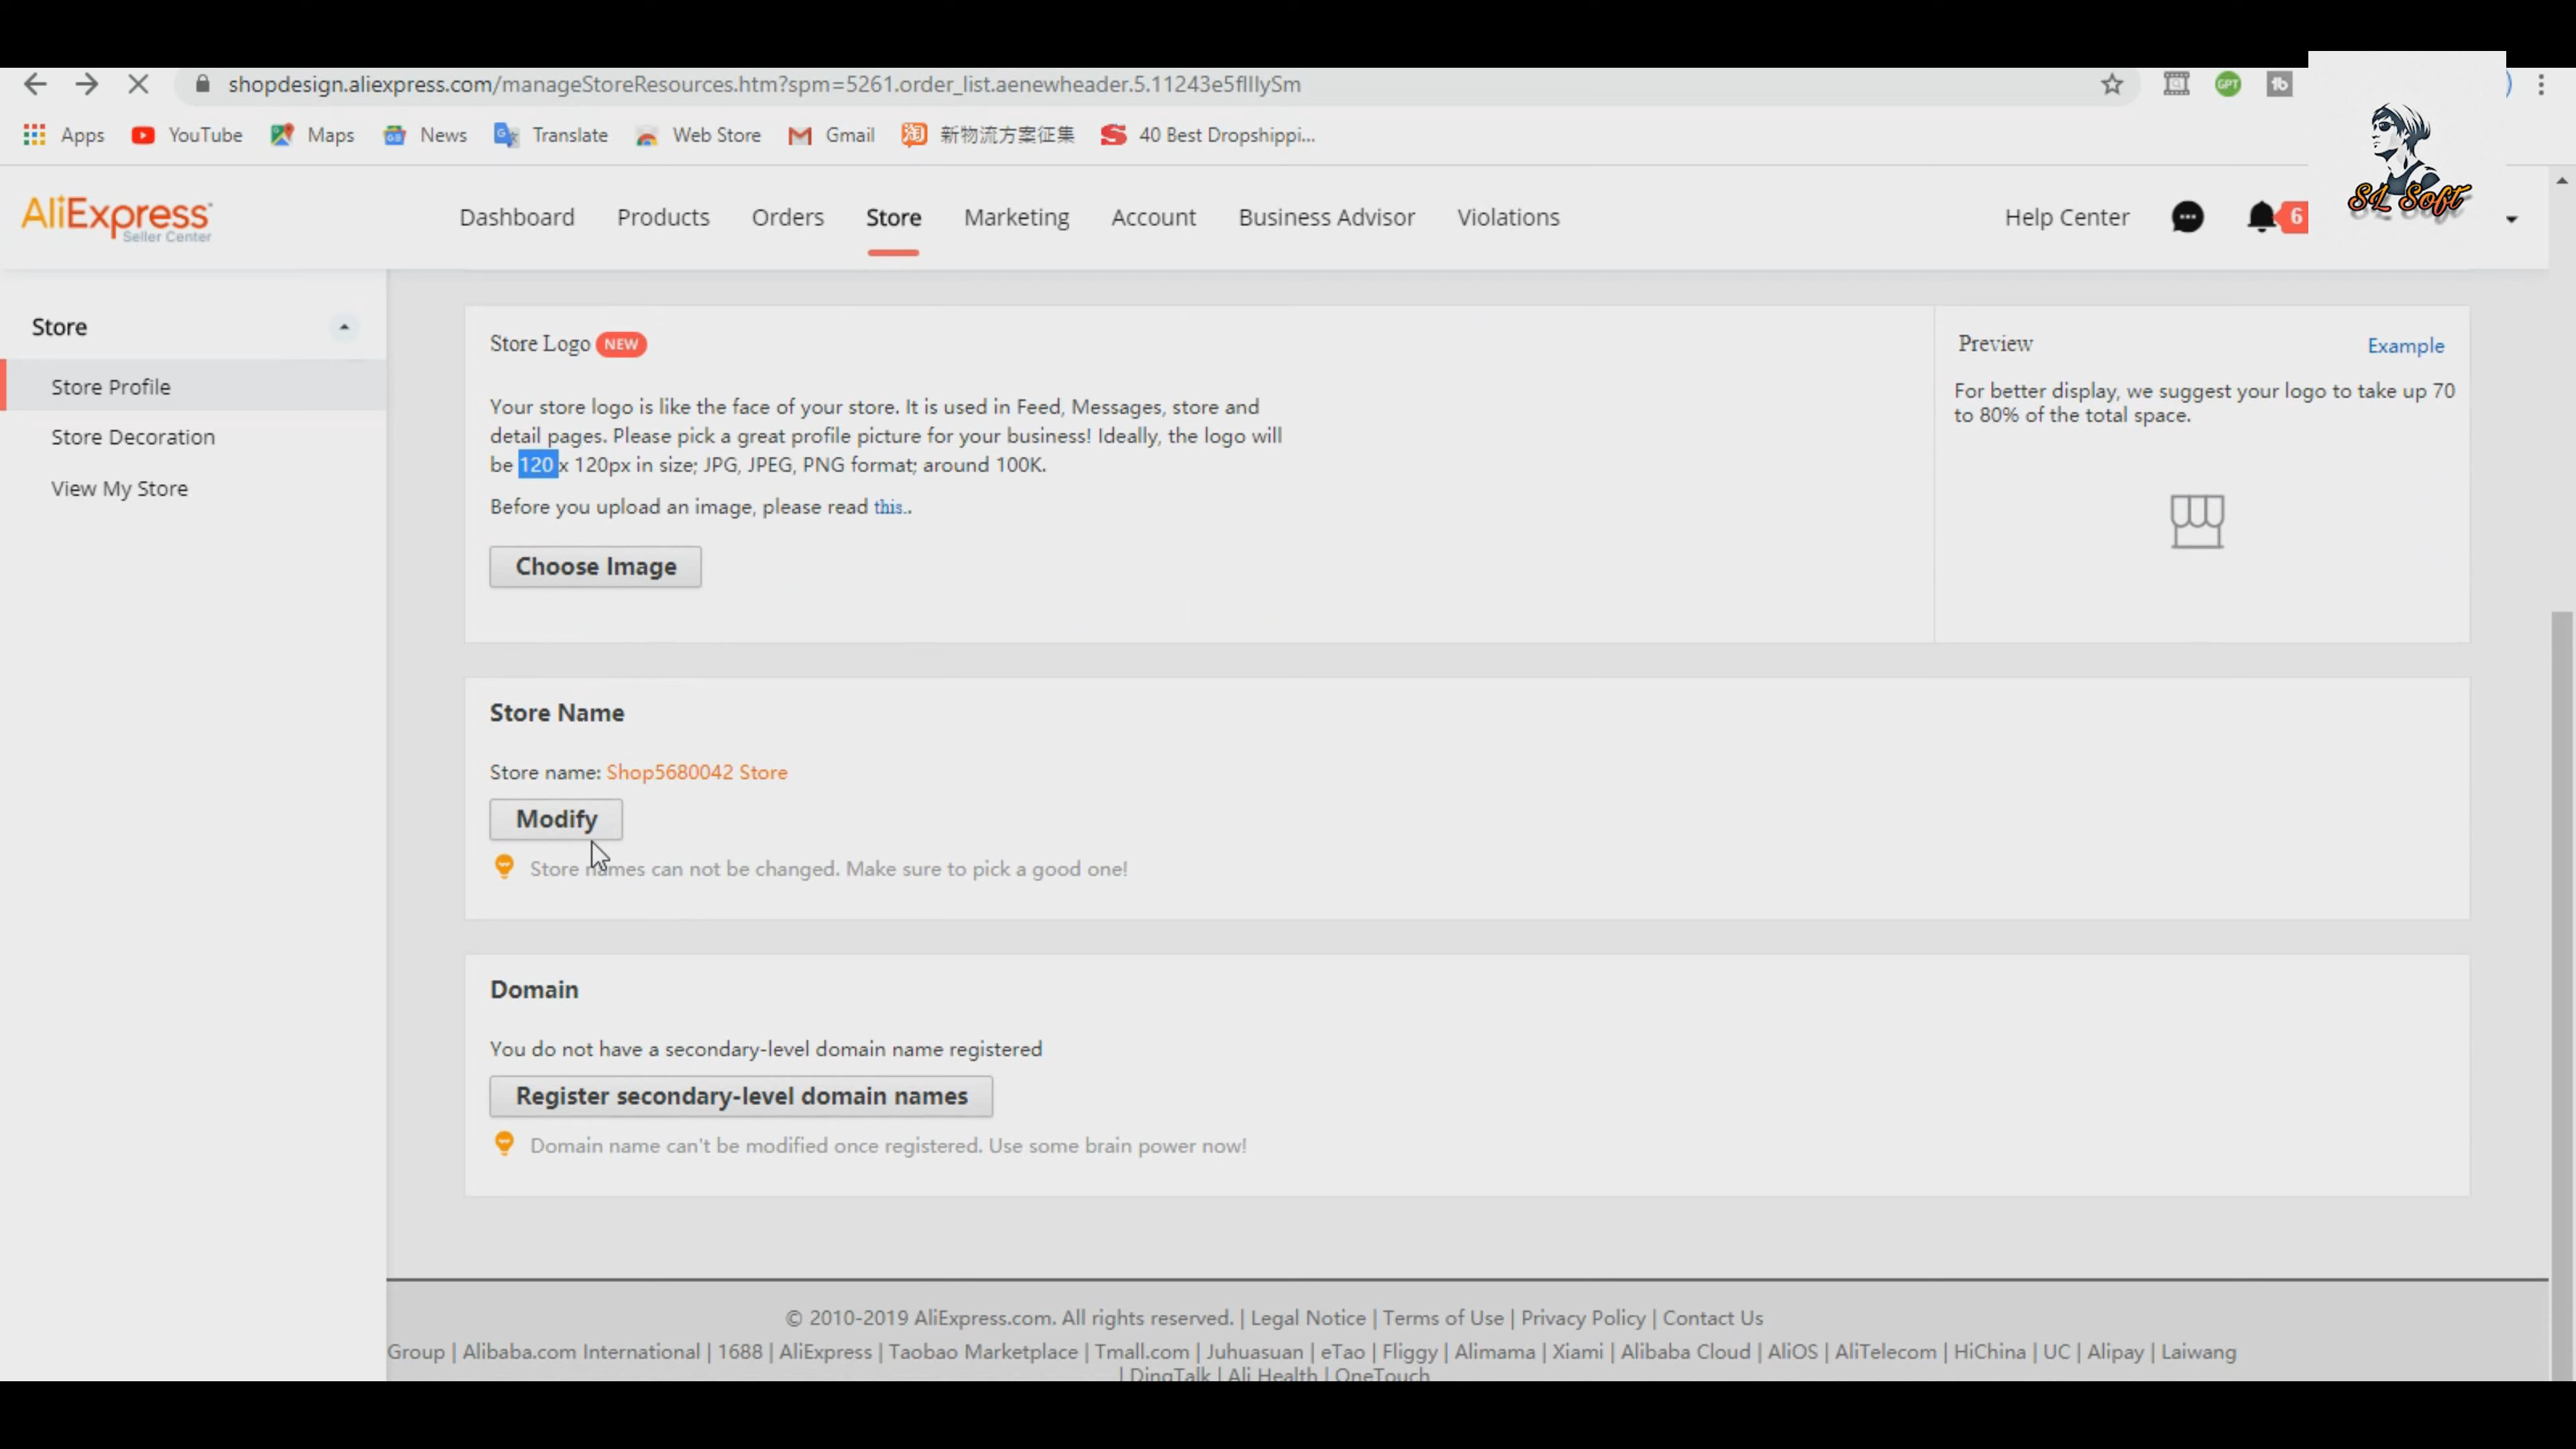 shopdesign.aliexpress.com/manageStoreResources.htm?spm=5261.order_list.aenewheader.5.11243e5flllySm
GPT
tb
Apps YouTube Maps News Translate Web Store Gmail 新物流方案征集 40 Best Dropshippi...
AliExpress
Seller Center
Dashboard Products Orders Store Marketing Account Business Advisor Violations Help Center 6
SL Soft
Store
Store Profile
Store Decoration
View My Store
Store Logo NEW
Your store logo is like the face of your store. It is used in Feed, Messages, store and
detail pages. Please pick a great profile picture for your business! Ideally, the logo will
be 120 x 120px in size; JPG, JPEG, PNG format; around 100K.
Before you upload an image, please read this..
Choose Image
Preview Example
For better display, we suggest your logo to take up 70
to 80% of the total space.
Store Name
Store name: Shop5680042 Store
Modify
Store names can not be changed. Make sure to pick a good one!
Domain
You do not have a secondary-level domain name registered
Register secondary-level domain names
Domain name can't be modified once registered. Use some brain power now!
© 2010-2019 AliExpress.com. All rights reserved. | Legal Notice | Terms of Use | Privacy Policy | Contact Us
Group | Alibaba.com International | 1688 | AliExpress | Taobao Marketplace | Tmall.com | Juhuasuan | eTao | Fliggy | Alimama | Xiami | Alibaba Cloud | AliOS | AliTelecom | HiChina | UC | Alipay | Laiwang
| DingTalk | Ali Health | OneTouch